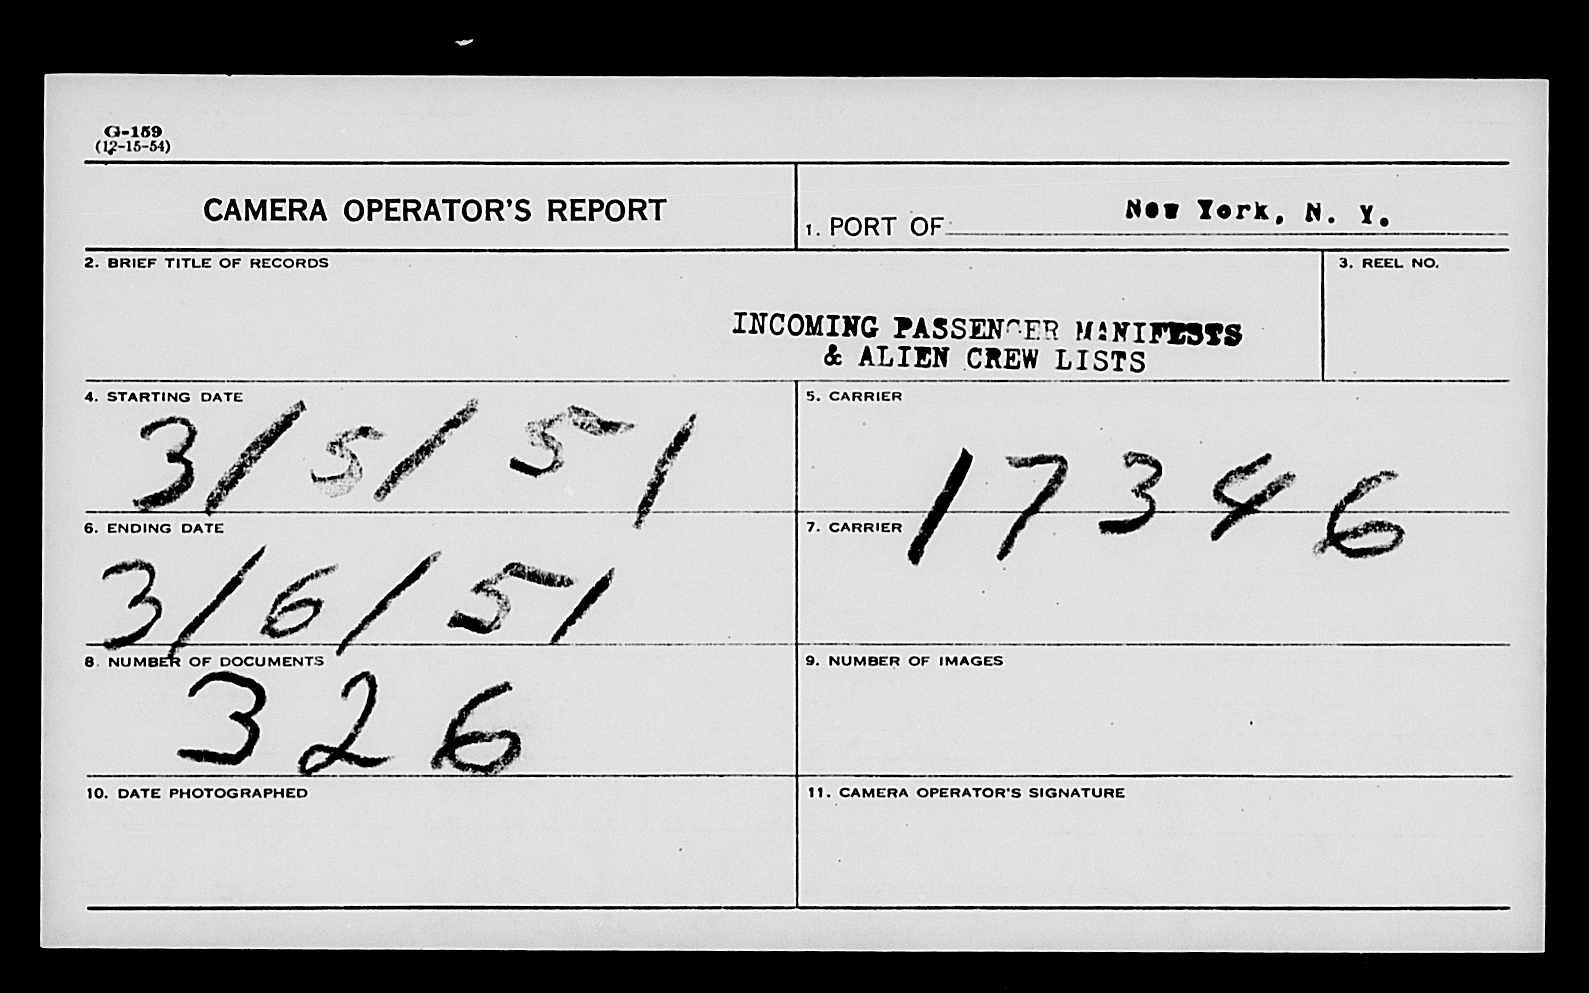 G-159
(12-15-54)
CAMERA OPERATOR'S REPORT
1. PORT OF New York, N. Y.
2. BRIEF TITLE OF RECORDS
3. REEL NO.
INCOMING PASSENGER MANIFESTS
& ALIEN CREW LISTS
4. STARTING DATE
3/5/51
5. CARRIER
17346
6. ENDING DATE
3/6/51
7. CARRIER
8. NUMBER OF DOCUMENTS
326
9. NUMBER OF IMAGES
10. DATE PHOTOGRAPHED
11. CAMERA OPERATOR'S SIGNATURE